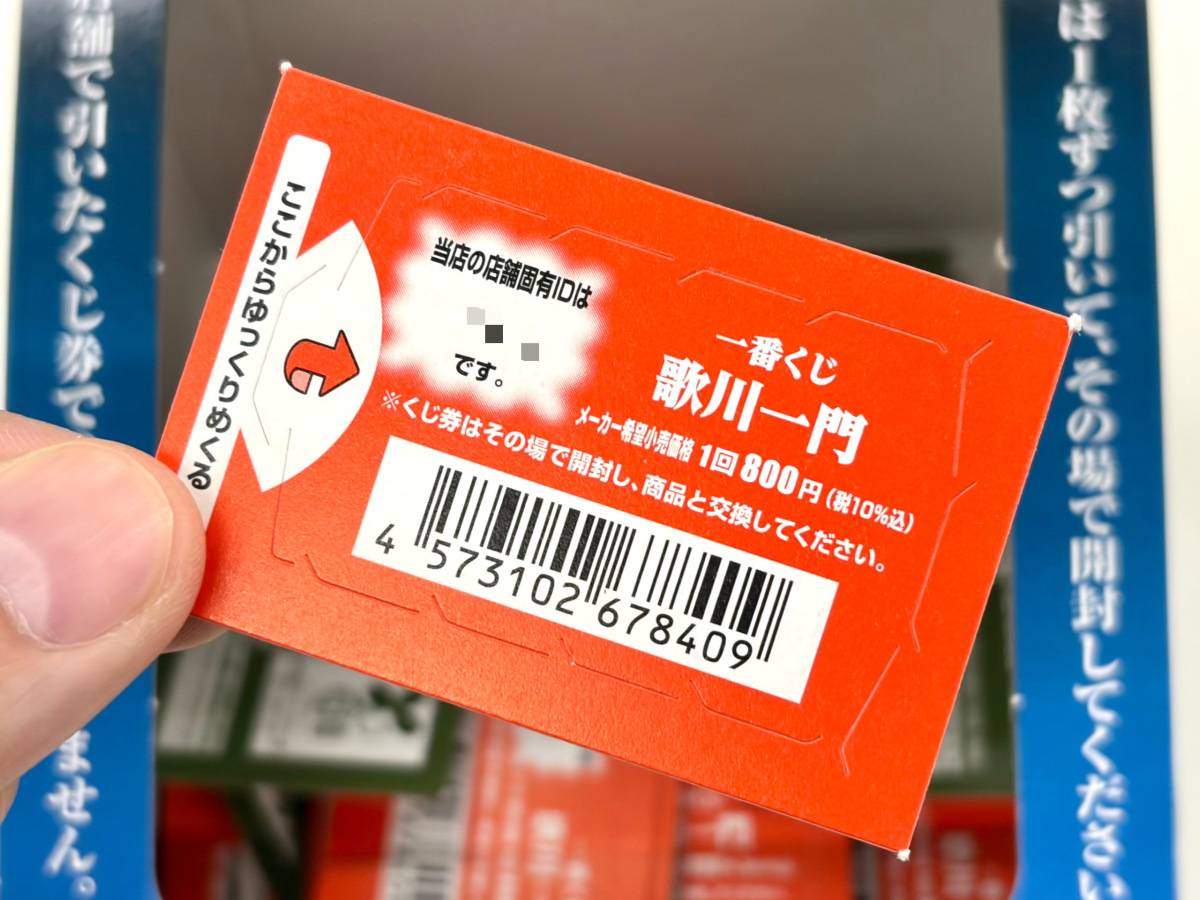 舗で引いたくじ券で
ません。
は1枚ずつ引いて、その場で開封してください
ここからゆっくりめくる
当店の店舗固有IDは
です。
一番くじ
歌川一門
メーカー希望小売価格 1回 800円 (税10%込)
※くじ券はその場で開封し、商品と交換してください。
4 573102 678409